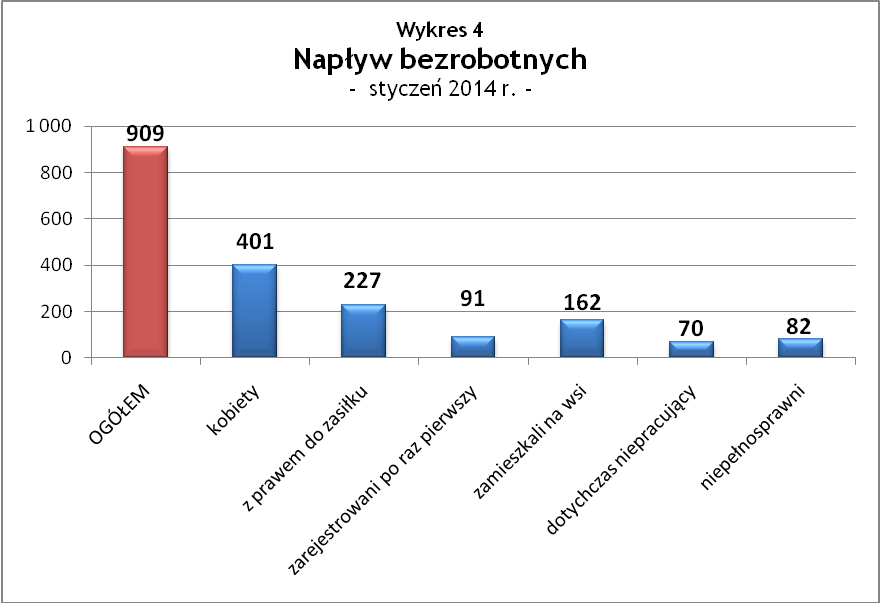 Wykres 4
Napływ bezrobotnych
- styczeń 2014 r. -
1 000
800
600
400
200
0
909
401
227
91
162
70
82
OGÓŁEM
kobiety
z prawem do zasiłku
zarejestrowani po raz pierwszy
zamieszkali na wsi
dotychczas niepracujący
niepełnosprawni